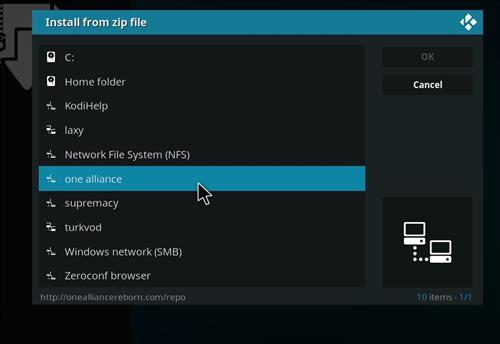 Install from zip file
C:
OK
Home folder
Cancel
KodiHelp
laxy
Network File System (NFS)
one alliance
supremacy
turkvod
Windows network (SMB)
Zeroconf browser
http://onealliancereborn.com/repo
10 items - 1/1